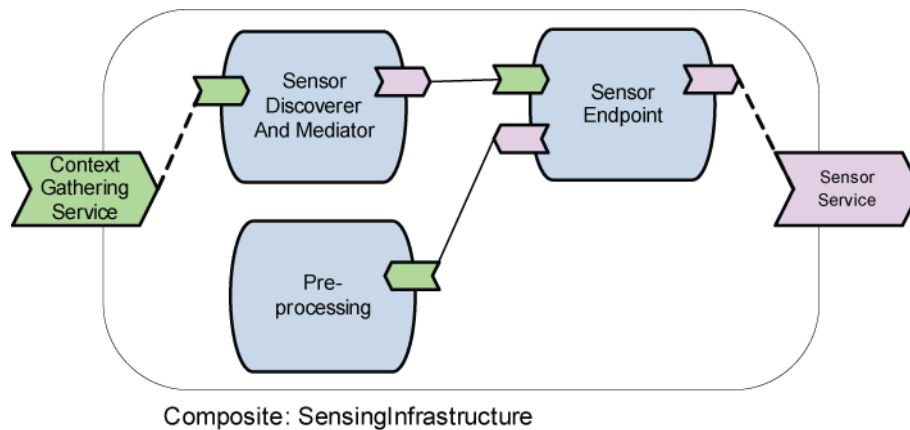 Sensor
Discoverer
And Mediator
Sensor
Endpoint
Context
Gathering
Service
Sensor
Service
Pre-
processing
Composite: SensingInfrastructure